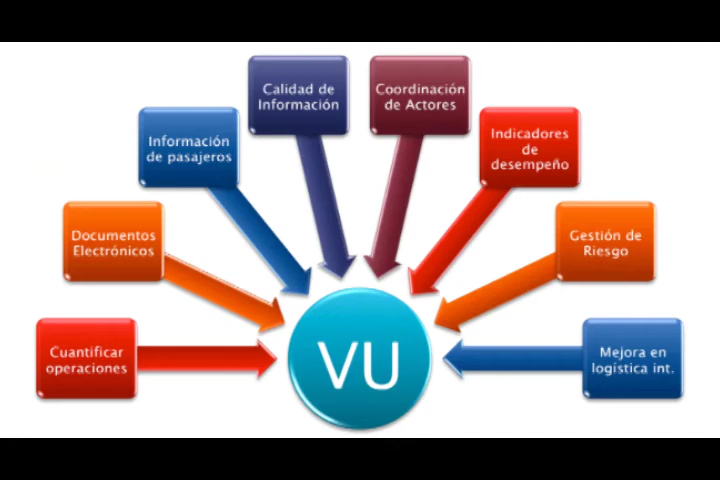 Calidad de
Información
Coordinación
de Actores
Información
de pasajeros
Indicadores
de
desempeño
Documentos
Electrónicos
Gestión de
Riesgo
Cuantificar
operaciones
VU
Mejora en
logística int.